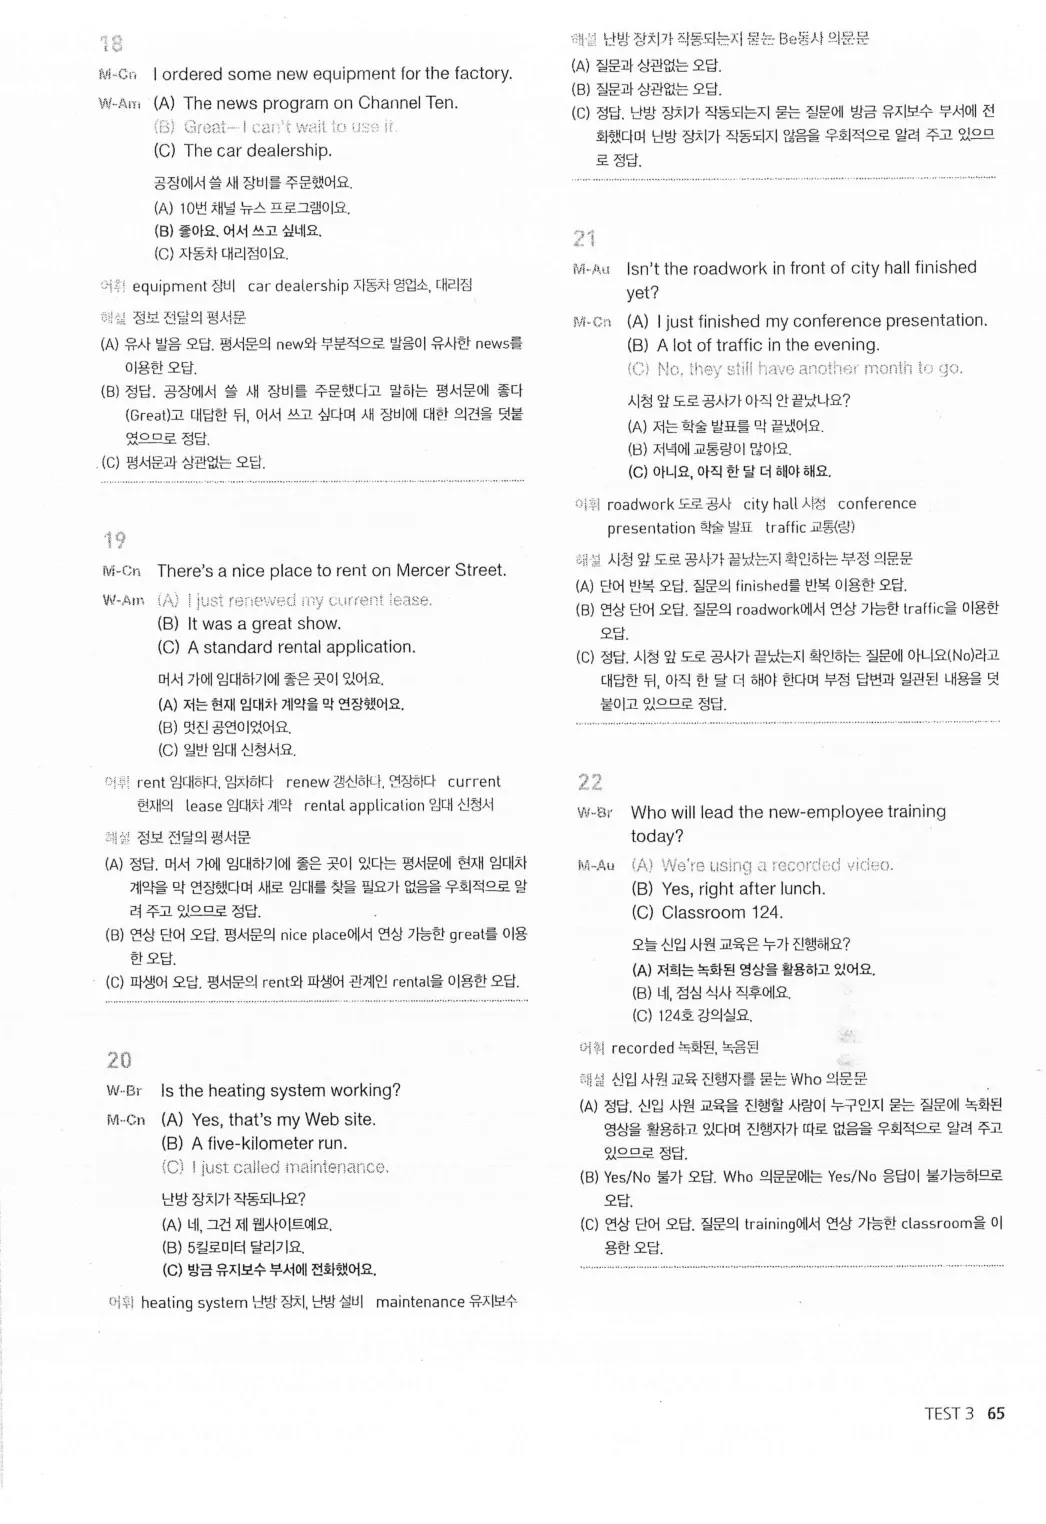 18
M-Cn I ordered some new equipment for the factory.
W-Am (A) The news program on Channel Ten.
(B) Great—I can't wait to use it.
(C) The car dealership.
공장에서 쓸 새 장비를 주문했어요.
(A) 10번 채널 뉴스 프로그램이요.
(B) 좋아요. 어서 쓰고 싶네요.
(C) 자동차 대리점이요.
어휘 equipment 장비 car dealership 자동차 영업소, 대리점
해설 정보 전달의 평서문
(A) 유사 발음 오답. 평서문의 new와 부분적으로 발음이 유사한 news를
이용한 오답.
(B) 정답. 공장에서 쓸 새 장비를 주문했다고 말하는 평서문에 좋다
(Great)고 대답한 뒤, 어서 쓰고 싶다며 새 장비에 대한 의견을 덧붙
였으므로 정답.
(C) 평서문과 상관없는 오답.
19
M-Cn There's a nice place to rent on Mercer Street.
W-Am (A) I just renewed my current lease.
(B) It was a great show.
(C) A standard rental application.
머서 가에 임대하기에 좋은 곳이 있어요.
(A) 저는 현재 임대차 계약을 막 연장했어요.
(B) 멋진 공연이었어요.
(C) 일반 임대 신청서요.
어휘 rent 임대하다, 임차하다 renew 갱신하다, 연장하다 current
현재의 lease 임대차 계약 rental application 임대 신청서
해설 정보 전달의 평서문
(A) 정답. 머서 가에 임대하기에 좋은 곳이 있다는 평서문에 현재 임대차
계약을 막 연장했다며 새로 임대를 찾을 필요가 없음을 우회적으로 알
려 주고 있으므로 정답.
(B) 연상 단어 오답. 평서문의 nice place에서 연상 가능한 great를 이용
한 오답.
(C) 파생어 오답. 평서문의 rent와 파생어 관계인 rental을 이용한 오답.
20
W-Br Is the heating system working?
M-Cn (A) Yes, that's my Web site.
(B) A five-kilometer run.
(C) I just called maintenance.
난방 장치가 작동되나요?
(A) 네, 그건 제 웹사이트예요.
(B) 5킬로미터 달리기요.
(C) 방금 유지보수 부서에 전화했어요.
어휘 heating system 난방 장치, 난방 설비 maintenance 유지보수
해설 난방 장치가 작동되는지 묻는 Be동사 의문문
(A) 질문과 상관없는 오답.
(B) 질문과 상관없는 오답.
(C) 정답. 난방 장치가 작동되는지 묻는 질문에 방금 유지보수 부서에 전
화했다며 난방 장치가 작동되지 않음을 우회적으로 알려 주고 있으므
로 정답.
21
M-Au Isn't the roadwork in front of city hall finished
yet?
M-Cn (A) I just finished my conference presentation.
(B) A lot of traffic in the evening.
(C) No, they still have another month to go.
시청 앞 도로 공사가 아직 안 끝났나요?
(A) 저는 학술 발표를 막 끝냈어요.
(B) 저녁에 교통량이 많아요.
(C) 아니요, 아직 한 달 더 해야 해요.
어휘 roadwork 도로 공사 city hall 시청 conference
presentation 학술 발표 traffic 교통(량)
해설 시청 앞 도로 공사가 끝났는지 확인하는 부정 의문문
(A) 단어 반복 오답. 질문의 finished를 반복 이용한 오답.
(B) 연상 단어 오답. 질문의 roadwork에서 연상 가능한 traffic을 이용한
오답.
(C) 정답. 시청 앞 도로 공사가 끝났는지 확인하는 질문에 아니요(No)라고
대답한 뒤, 아직 한 달 더 해야 한다며 부정 답변과 일관된 내용을 덧
붙이고 있으므로 정답.
22
W-Br Who will lead the new-employee training
today?
M-Au (A) We're using a recorded video.
(B) Yes, right after lunch.
(C) Classroom 124.
오늘 신입 사원 교육은 누가 진행해요?
(A) 저희는 녹화된 영상을 활용하고 있어요.
(B) 네, 점심 식사 직후에요.
(C) 124호 강의실요.
어휘 recorded 녹화된, 녹음된
해설 신입 사원 교육 진행자를 묻는 Who 의문문
(A) 정답. 신입 사원 교육을 진행할 사람이 누구인지 묻는 질문에 녹화된
영상을 활용하고 있다며 진행자가 따로 없음을 우회적으로 알려 주고
있으므로 정답.
(B) Yes/No 불가 오답. Who 의문문에는 Yes/No 응답이 불가능하므로
오답.
(C) 연상 단어 오답. 질문의 training에서 연상 가능한 classroom을 이
용한 오답.
TEST 3 65